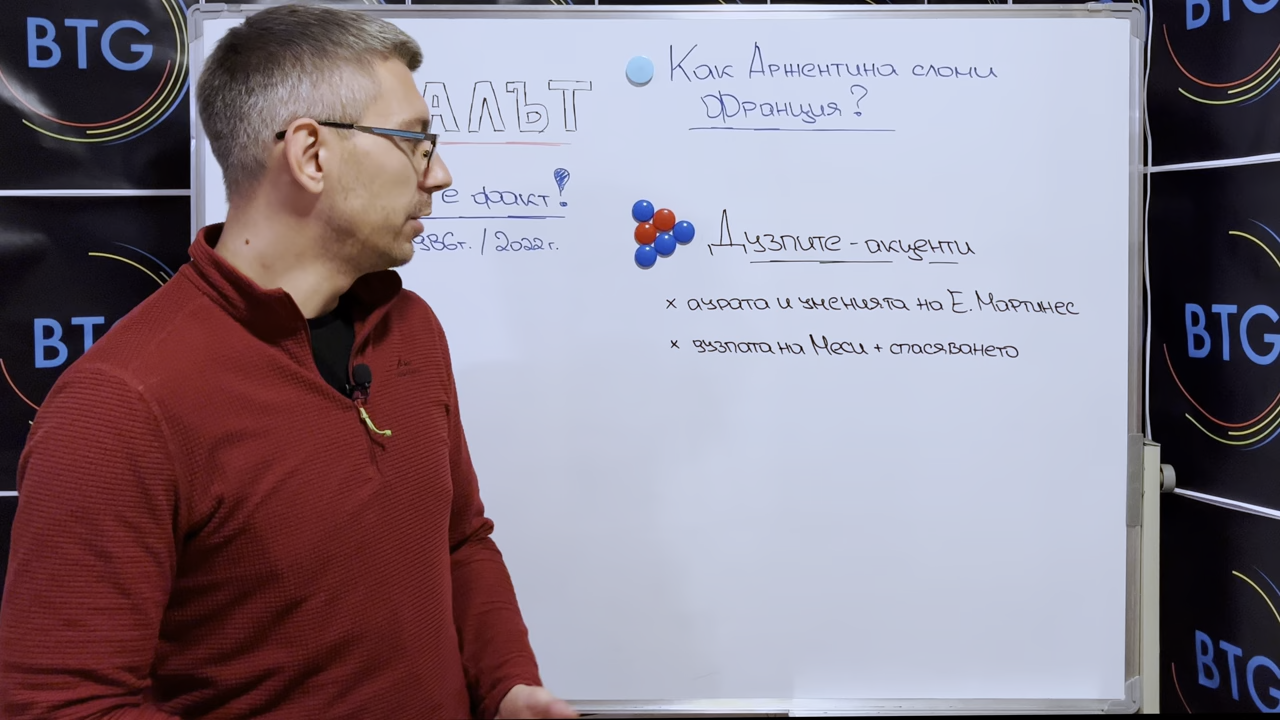 BTG
BTG
BTG
BTG
BTG
АЛЪТ
е факт!
986г. / 2022г.
Как Аржентина сломи
Франция?
Дузпите - акценти
x аурата и уменията на Е. Мартинес
x дузпата на Меси + спасяването